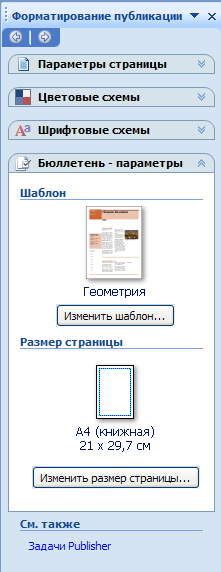 Форматирование публикации
Параметры страницы
Цветовые схемы
Шрифтовые схемы
Бюллетень - параметры
Шаблон
Геометрия
Изменить шаблон...
Размер страницы
A4 (книжная)
21 x 29,7 см
Изменить размер страницы...
См. также
Задачи Publisher